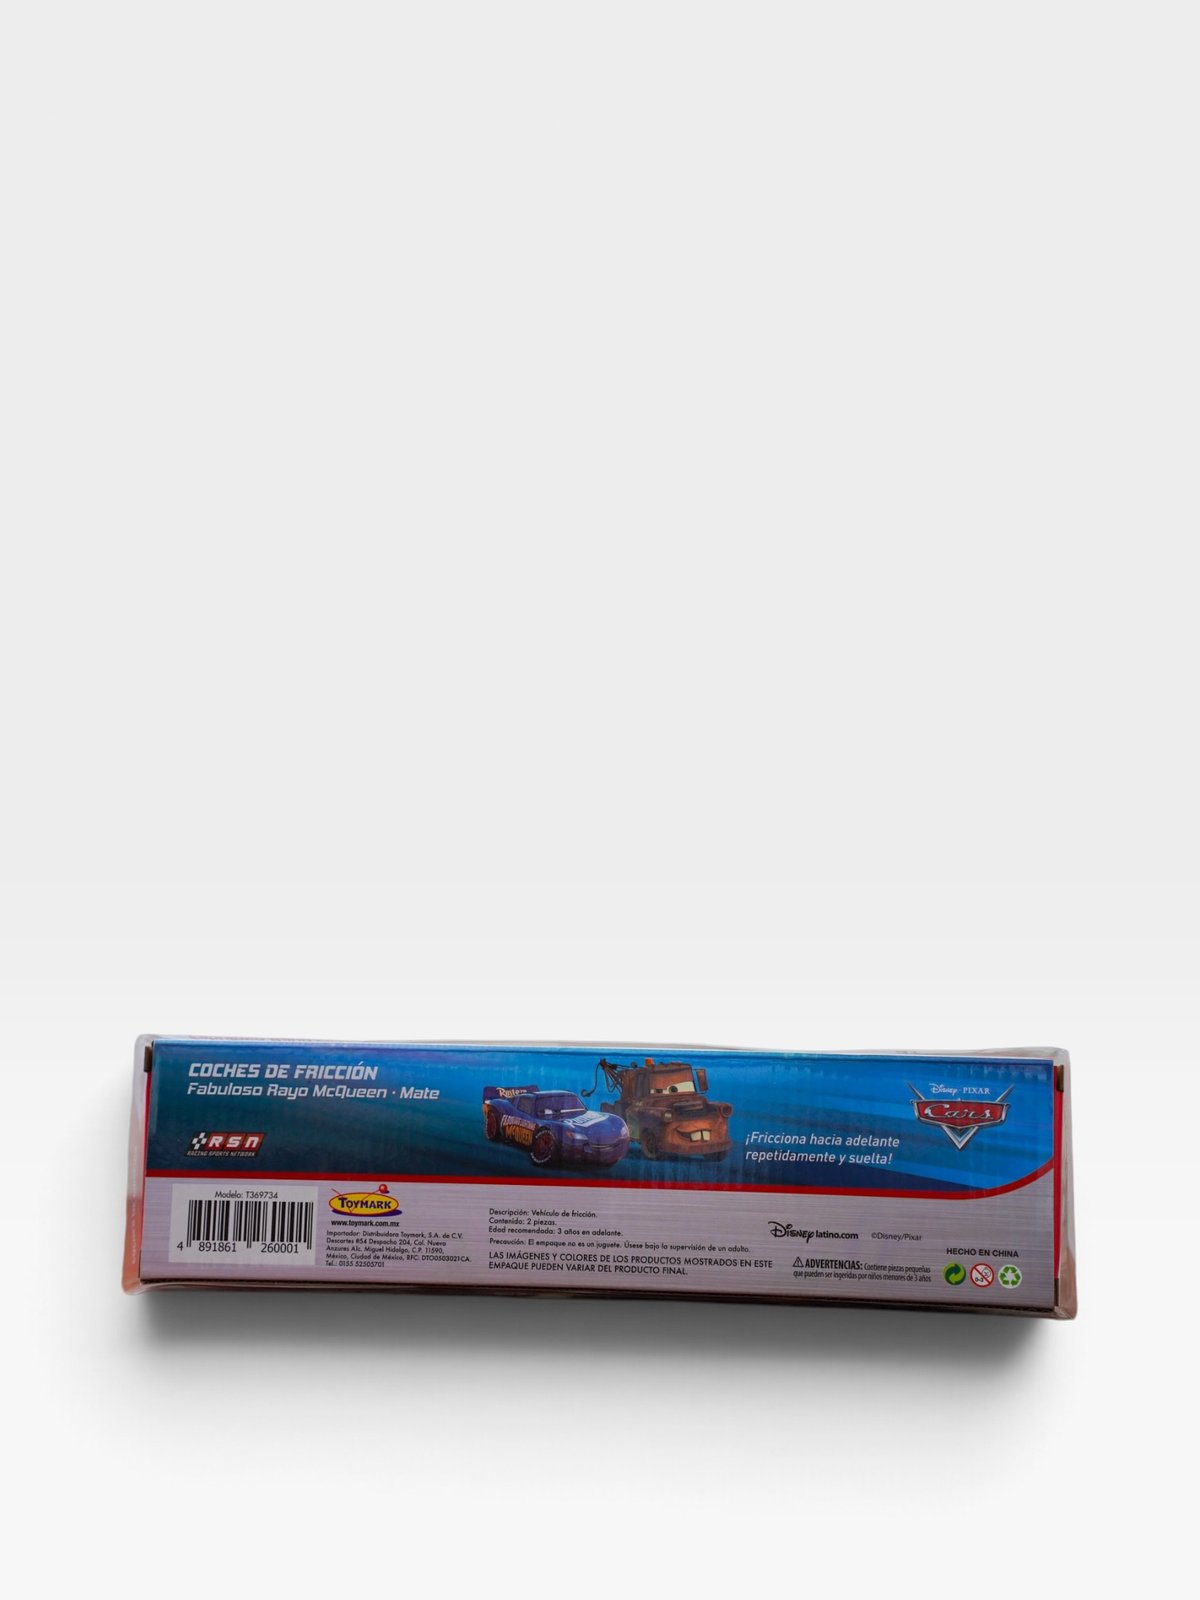 COCHES DE FRICCIÓN
Fabuloso Rayo McQueen · Mate
RSN
RACING SPORTS NETWORK
¡Fricciona hacia adelante
repetidamente y suelta!
Disney · PIXAR
Cars
Modelo: T369734
4 891861 260001
TOYMARK
www.toymark.com.mx
Importador: Distribuidora Toymark, S.A. de C.V.
Descartes #54 Despacho 204, Col. Nueva
Anzures Alc. Miguel Hidalgo, C.P. 11590,
México, Ciudad de México, RFC: DTO0503021CA.
Tel.: 0155 52505701
Descripción: Vehículo de fricción.
Contenido: 2 piezas.
Edad recomendada: 3 años en adelante.
Precaución: El empaque no es un juguete. Úsese bajo la supervisión de un adulto.
LAS IMÁGENES Y COLORES DE LOS PRODUCTOS MOSTRADOS EN ESTE
EMPAQUE PUEDEN VARIAR DEL PRODUCTO FINAL.
Disney latino.com
©Disney/Pixar
ADVERTENCIAS: Contiene piezas pequeñas
que pueden ser ingeridas por niños menores de 3 años
HECHO EN CHINA
0-3